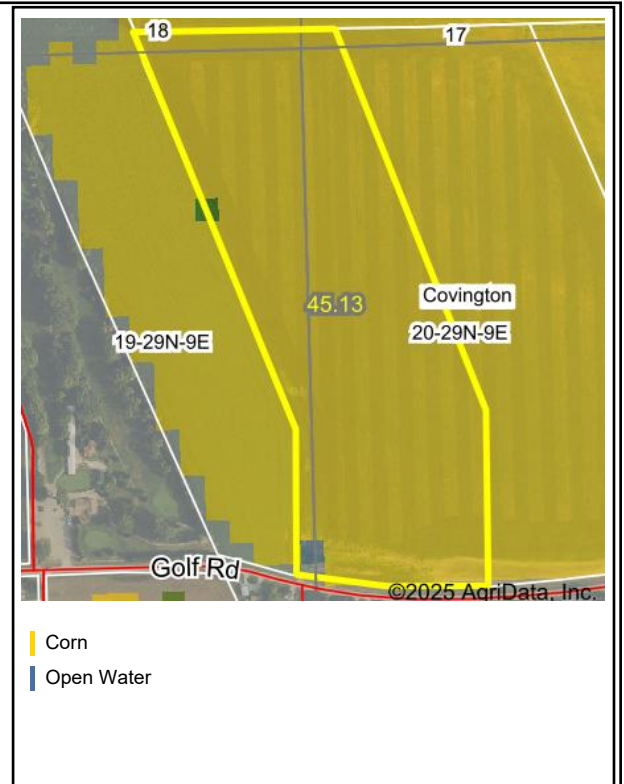 18
17
45.13
Covington
20-29N-9E
19-29N-9E
Golf Rd
©2025 AgriData, Inc.
Corn
Open Water